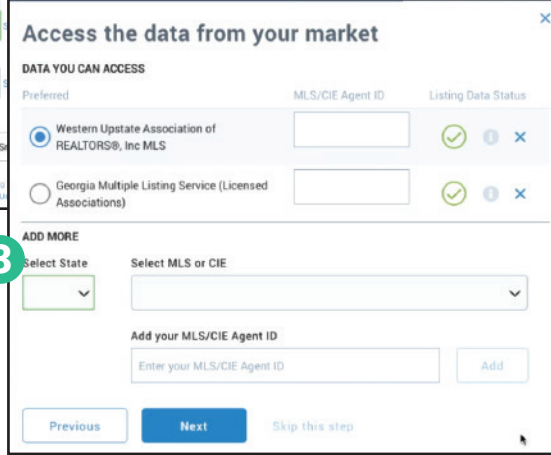 Access the data from your market
DATA YOU CAN ACCESS
Preferred MLS/CIE Agent ID Listing Data Status
Western Upstate Association of
REALTORS®, Inc MLS
Georgia Multiple Listing Service (Licensed
Associations)
ADD MORE
3
Select State Select MLS or CIE
Add your MLS/CIE Agent ID
Enter your MLS/CIE Agent ID Add
Previous Next Skip this step